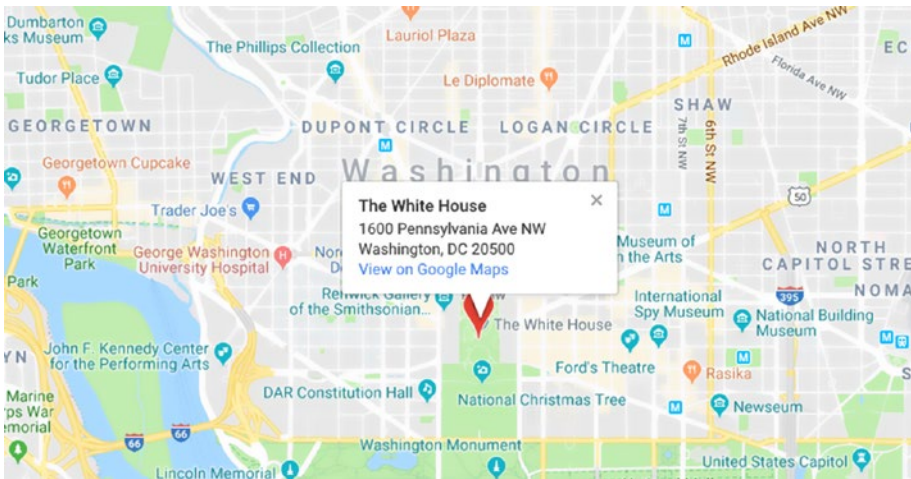 Dumbarton
ks Museum
The Phillips Collection
Lauriol Plaza
Rhode Island Ave NW
EC
Tudor Place
Le Diplomate
Florida Ave NW
SHAW
GEORGETOWN
DUPONT CIRCLE
LOGAN CIRCLE
7th St NW
6th St NW
Georgetown Cupcake
WEST END
Washington
50
Trader Joe's
The White House
1600 Pennsylvania Ave NW
Washington, DC 20500
View on Google Maps
Georgetown
Waterfront
Park
George Washington
University Hospital
Museum of
n the Arts
NORTH
CAPITOL STRE
NOMA
Park
Renwick Gallery
of the Smithsonian...
395
International
Spy Museum
National Building
Museum
The White House
YN
John F. Kennedy Center
for the Performing Arts
Ford's Theatre
Rasika
S
Marine
rps War
emorial
DAR Constitution Hall
National Christmas Tree
M
M
M
M
M
M
Newseum
66
66
Washington Monument
Lincoln Memorial
United States Capitol